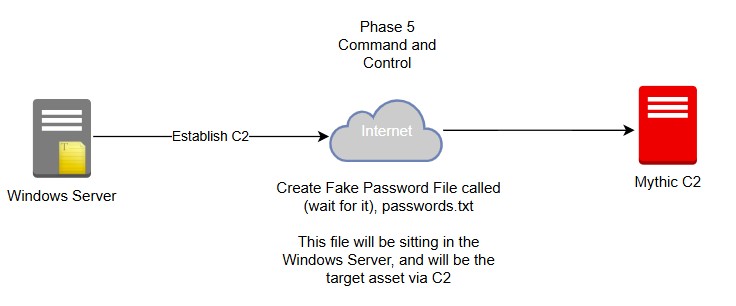 Phase 5
Command and
Control
Establish C2
Internet
Windows Server
Mythic C2
Create Fake Password File called
(wait for it), passwords.txt
This file will be sitting in the
Windows Server, and will be the
target asset via C2